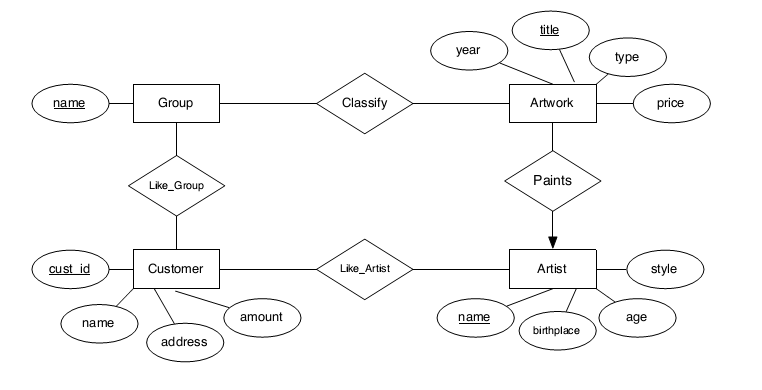 title
year
type
name
Group
Classify
Artwork
price
Like_Group
Paints
cust_id
Customer
Like_Artist
Artist
style
name
address
amount
name
birthplace
age